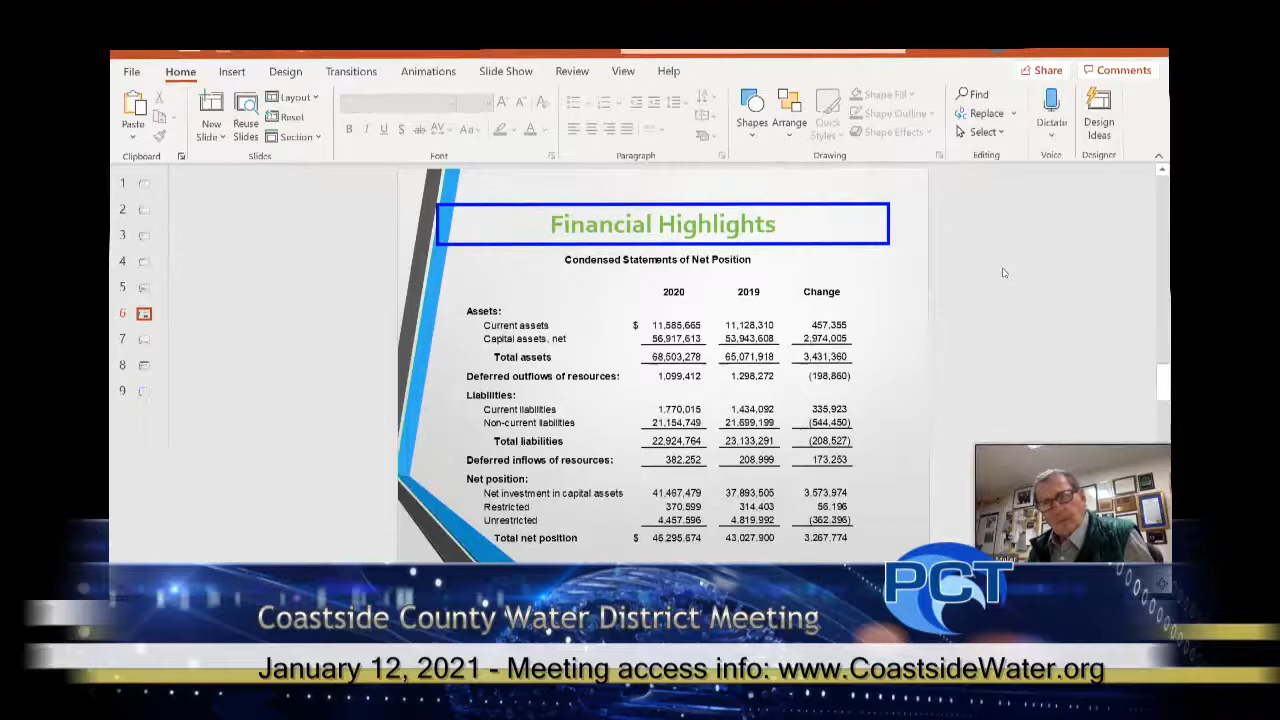 File Home Insert Design Transitions Animations Slide Show Review View Help Share Comments
Paste New Slide Reuse Slides Layout Reset Section
B I U S ab AV Aa A
Shapes Arrange Quick Styles Shape Fill Shape Outline Shape Effects
Find Replace Select Dictate Design Ideas
Clipboard Slides Font Paragraph Drawing Editing Voice Designer
1
2
3
4
5
6
7
8
9
Financial Highlights
Condensed Statements of Net Position
2020 2019 Change
Assets:
Current assets $ 11,585,665 11,128,310 457,355
Capital assets, net 56,917,613 53,943,608 2,974,005
Total assets 68,503,278 65,071,918 3,431,360
Deferred outflows of resources: 1,099,412 1,298,272 (198,860)
Liabilities:
Current liabilities 1,770,015 1,434,092 335,923
Non-current liabilities 21,154,749 21,699,199 (544,450)
Total liabilities 22,924,764 23,133,291 (208,527)
Deferred inflows of resources: 382,252 208,999 173,253
Net position:
Net investment in capital assets 41,467,479 37,893,505 3,573,974
Restricted 370,599 314,403 56,196
Unrestricted 4,457,596 4,819,992 (362,396)
Total net position $ 46,295,674 43,027,900 3,267,774
PCT
Coastside County Water District Meeting
January 12, 2021 - Meeting access info: www.CoastsideWater.org